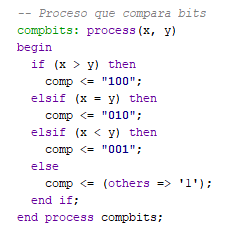 -- Proceso que compara bits
compbits: process(x, y)
begin
  if (x > y) then
    comp <= "100";
  elsif (x = y) then
    comp <= "010";
  elsif (x < y) then
    comp <= "001";
  else
    comp <= (others => '1');
  end if;
end process compbits;